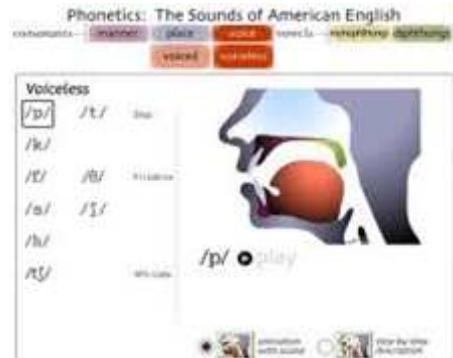 Phonetics: The Sounds of American English
consonants manner place voice vowels monophthong diphthongs
voiced voiceless
Voiceless
/p/ /t/ Stop
/k/
/f/ /θ/ Fricative
/s/ /ʃ/
/h/
/tʃ/ Affricate
/p/ play
animation with sound step-by-step description